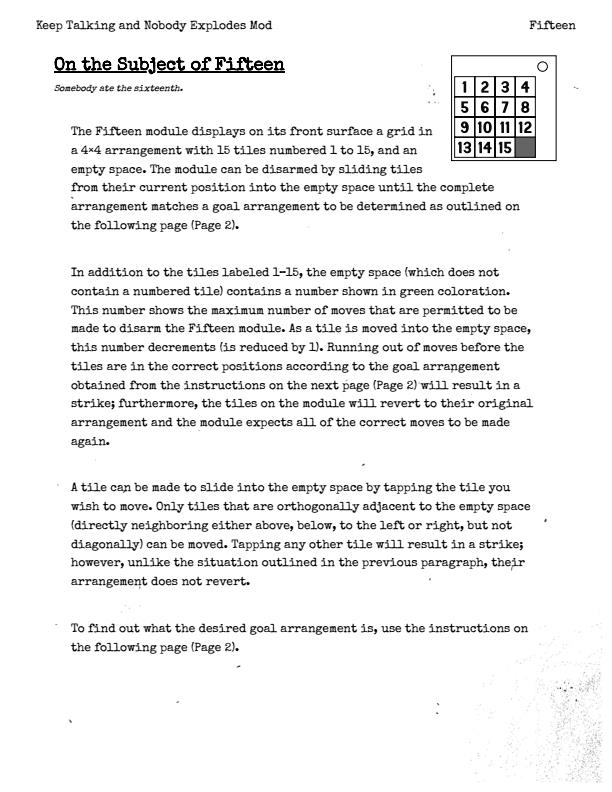 Keep Talking and Nobody Explodes Mod
Fifteen
On the Subject of Fifteen
Somebody ate the sixteenth.
1 2 3 4
5 6 7 8
9 10 11 12
13 14 15
The Fifteen module displays on its front surface a grid in
a 4×4 arrangement with 15 tiles numbered 1 to 15, and an
empty space. The module can be disarmed by sliding tiles
from their current position into the empty space until the complete
arrangement matches a goal arrangement to be determined as outlined on
the following page (Page 2).
In addition to the tiles labeled 1-15, the empty space (which does not
contain a numbered tile) contains a number shown in green coloration.
This number shows the maximum number of moves that are permitted to be
made to disarm the Fifteen module. As a tile is moved into the empty space,
this number decrements (is reduced by 1). Running out of moves before the
tiles are in the correct positions according to the goal arrangement
obtained from the instructions on the next page (Page 2) will result in a
strike; furthermore, the tiles on the module will revert to their original
arrangement and the module expects all of the correct moves to be made
again.
A tile can be made to slide into the empty space by tapping the tile you
wish to move. Only tiles that are orthogonally adjacent to the empty space
(directly neighboring either above, below, to the left or right, but not
diagonally) can be moved. Tapping any other tile will result in a strike;
however, unlike the situation outlined in the previous paragraph, their
arrangement does not revert.
To find out what the desired goal arrangement is, use the instructions on
the following page (Page 2).